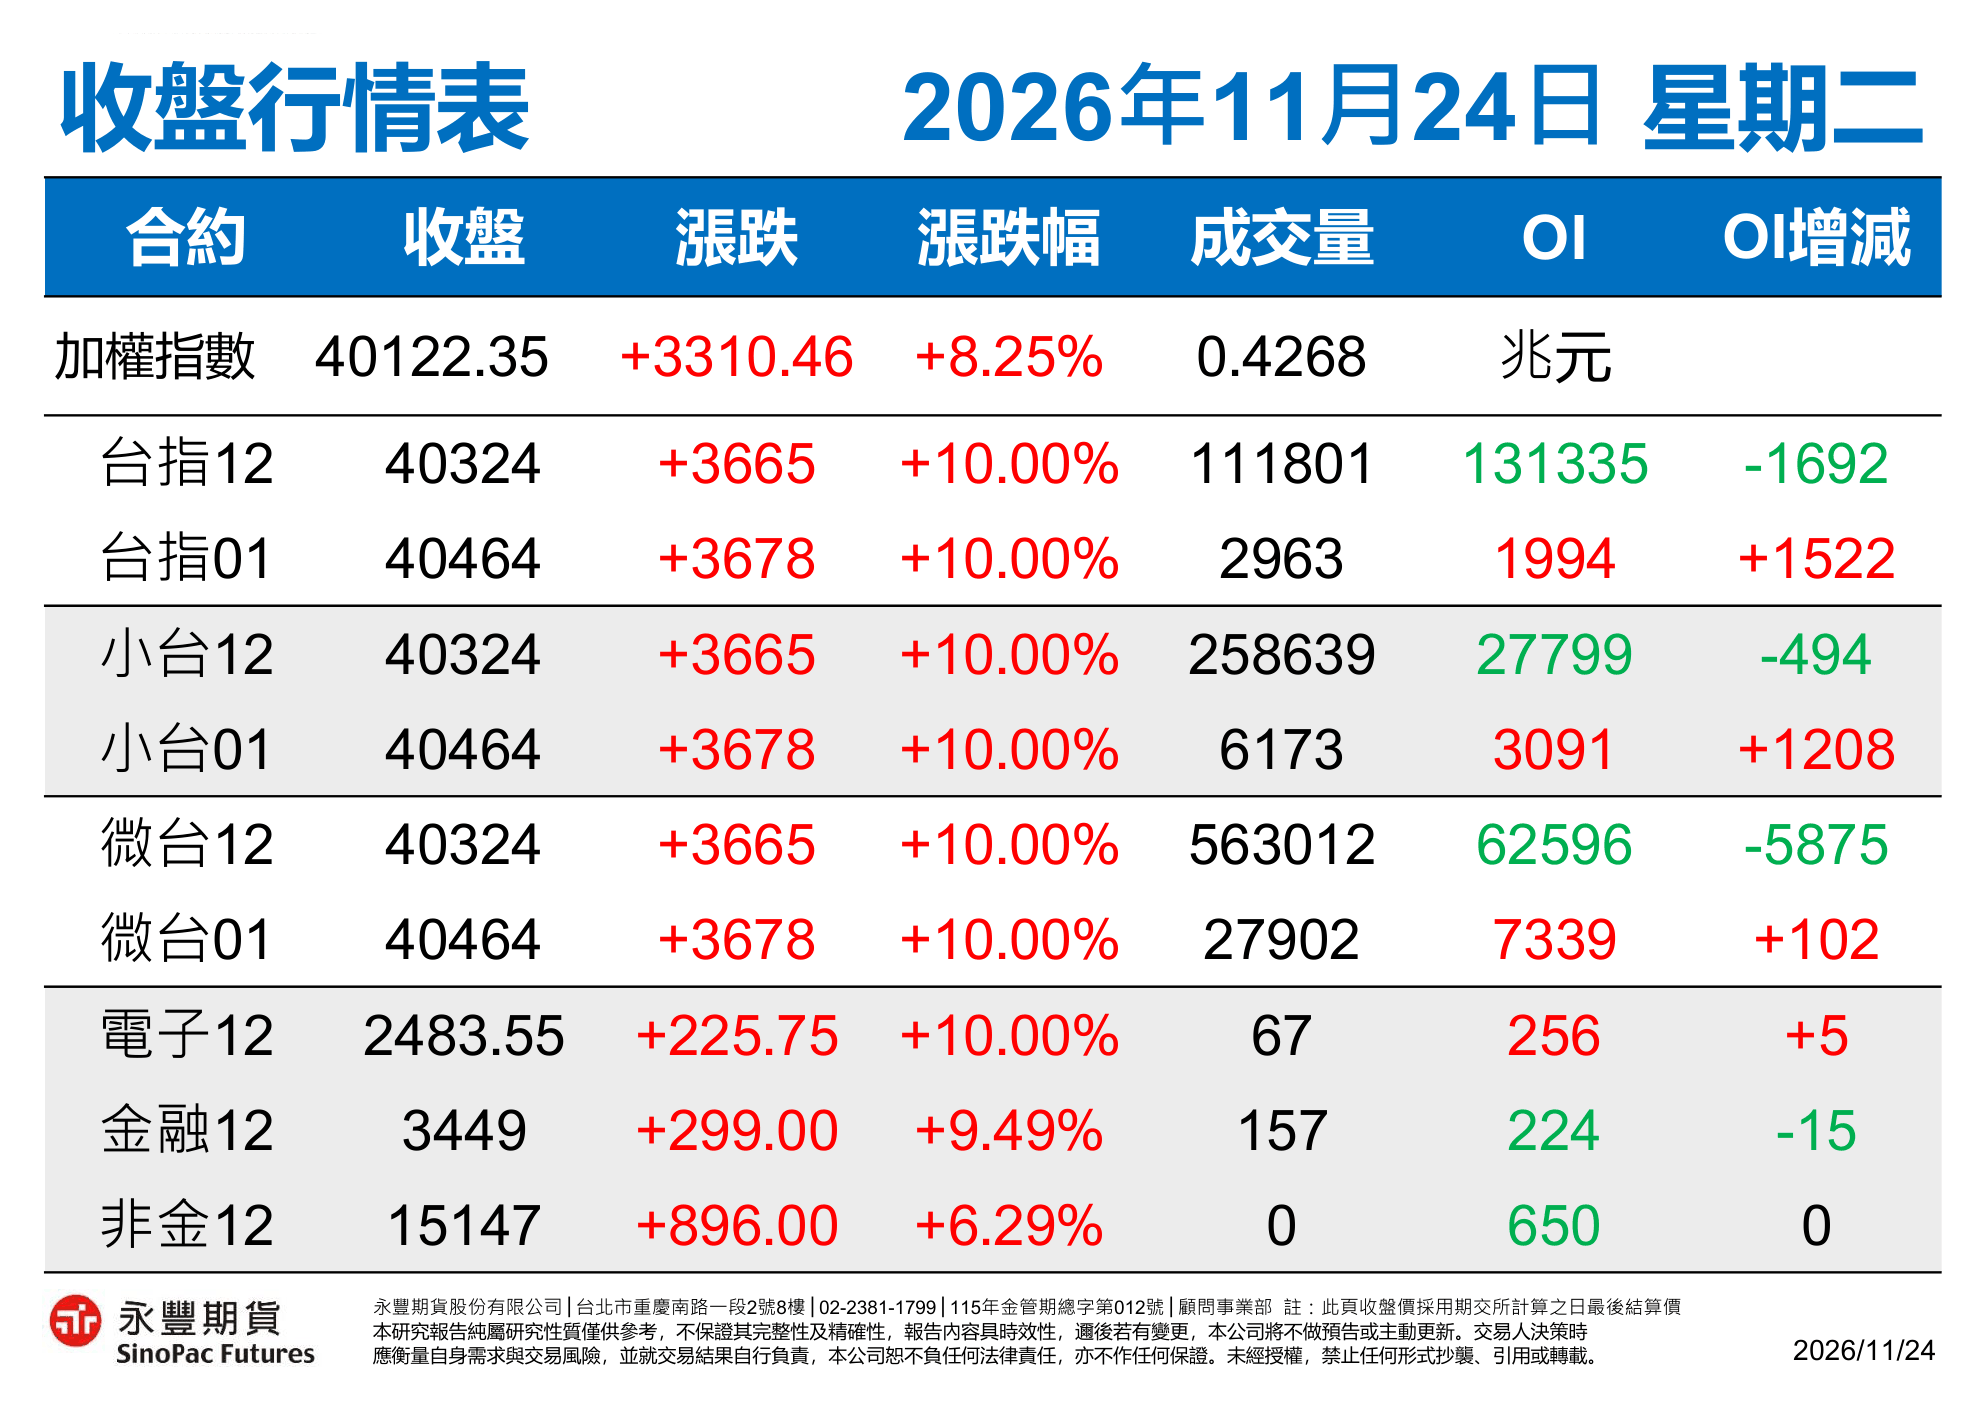 收盤行情表 2026年11月24日 星期二
合約 收盤 漲跌 漲跌幅 成交量 OI OI增減
加權指數 40122.35 +3310.46 +8.25% 0.4268 兆元
台指12 40324 +3665 +10.00% 111801 131335 -1692
台指01 40464 +3678 +10.00% 2963 1994 +1522
小台12 40324 +3665 +10.00% 258639 27799 -494
小台01 40464 +3678 +10.00% 6173 3091 +1208
微台12 40324 +3665 +10.00% 563012 62596 -5875
微台01 40464 +3678 +10.00% 27902 7339 +102
電子12 2483.55 +225.75 +10.00% 67 256 +5
金融12 3449 +299.00 +9.49% 157 224 -15
非金12 15147 +896.00 +6.29% 0 650 0
永豐期貨
SinoPac Futures
永豐期貨股份有限公司│台北市重慶南路一段2號8樓│02-2381-1799│115年金管期總字第012號│顧問事業部 註：此頁收盤價採用期交所計算之日最後結算價
本研究報告純屬研究性質僅供參考，不保證其完整性及精確性，報告內容具時效性，邇後若有變更，本公司將不做預告或主動更新。交易人決策時
應衡量自身需求與交易風險，並就交易結果自行負責，本公司恕不負任何法律責任，亦不作任何保證。未經授權，禁止任何形式抄襲、引用或轉載。
2026/11/24